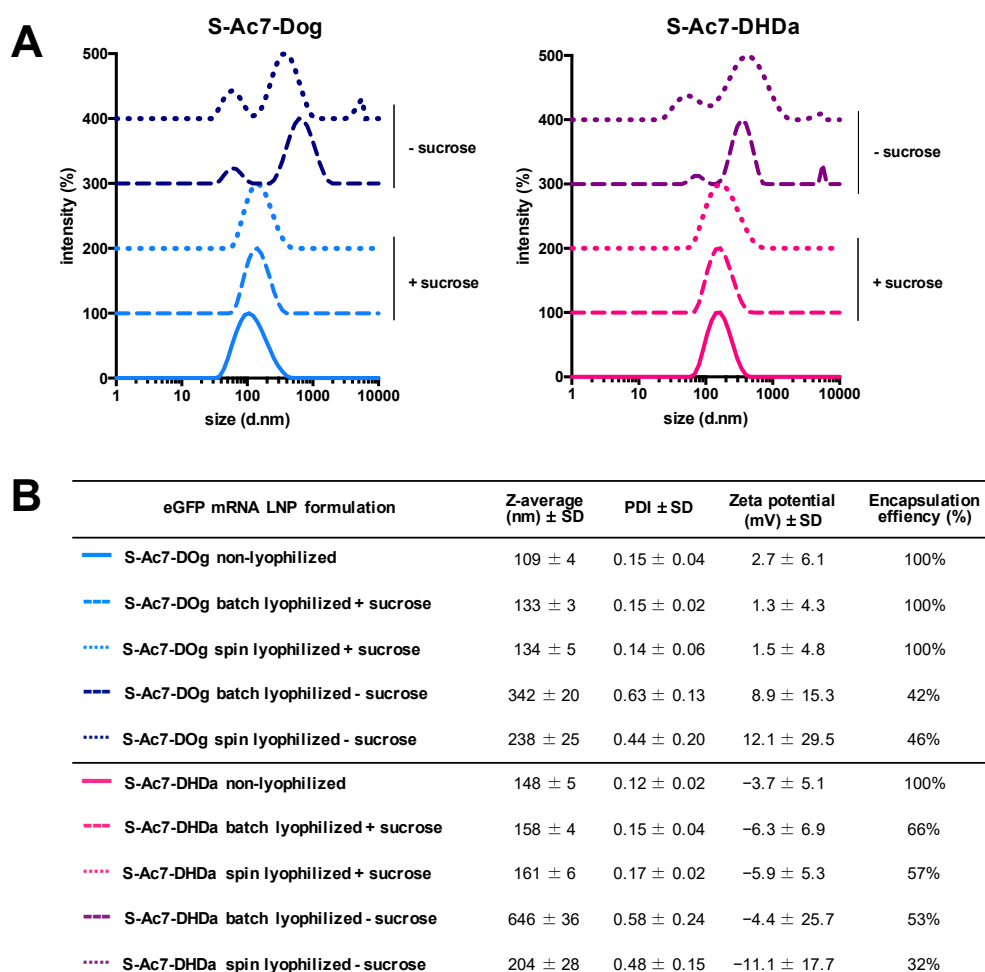 A
S-Ac7-Dog
500
400
300
200
100
0
intensity (%)
1
10
100
1000
10000
size (d.nm)
- sucrose
+ sucrose
S-Ac7-DHDa
500
400
300
200
100
0
intensity (%)
1
10
100
1000
10000
size (d.nm)
- sucrose
+ sucrose
B
eGFP mRNA LNP formulation Z-average (nm) ± SD PDI ± SD Zeta potential (mV) ± SD Encapsulation effiency (%)
S-Ac7-DOg non-lyophilized 109 ± 4 0.15 ± 0.04 2.7 ± 6.1 100%
S-Ac7-DOg batch lyophilized + sucrose 133 ± 3 0.15 ± 0.02 1.3 ± 4.3 100%
S-Ac7-DOg spin lyophilized + sucrose 134 ± 5 0.14 ± 0.06 1.5 ± 4.8 100%
S-Ac7-DOg batch lyophilized - sucrose 342 ± 20 0.63 ± 0.13 8.9 ± 15.3 42%
S-Ac7-DOg spin lyophilized - sucrose 238 ± 25 0.44 ± 0.20 12.1 ± 29.5 46%
S-Ac7-DHDa non-lyophilized 148 ± 5 0.12 ± 0.02 −3.7 ± 5.1 100%
S-Ac7-DHDa batch lyophilized + sucrose 158 ± 4 0.15 ± 0.04 −6.3 ± 6.9 66%
S-Ac7-DHDa spin lyophilized + sucrose 161 ± 6 0.17 ± 0.02 −5.9 ± 5.3 57%
S-Ac7-DHDa batch lyophilized - sucrose 646 ± 36 0.58 ± 0.24 −4.4 ± 25.7 53%
S-Ac7-DHDa spin lyophilized - sucrose 204 ± 28 0.48 ± 0.15 −11.1 ± 17.7 32%